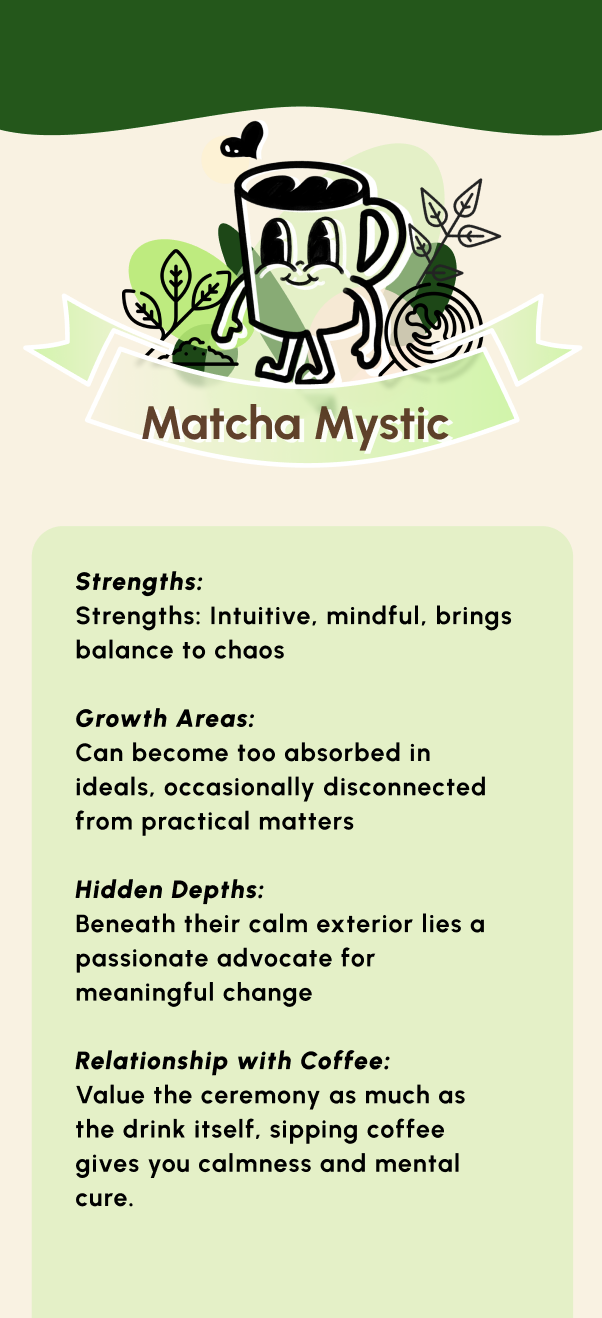 Matcha Mystic
Strengths:
Strengths: Intuitive, mindful, brings
balance to chaos
Growth Areas:
Can become too absorbed in
ideals, occasionally disconnected
from practical matters
Hidden Depths:
Beneath their calm exterior lies a
passionate advocate for
meaningful change
Relationship with Coffee:
Value the ceremony as much as
the drink itself, sipping coffee
gives you calmness and mental
cure.